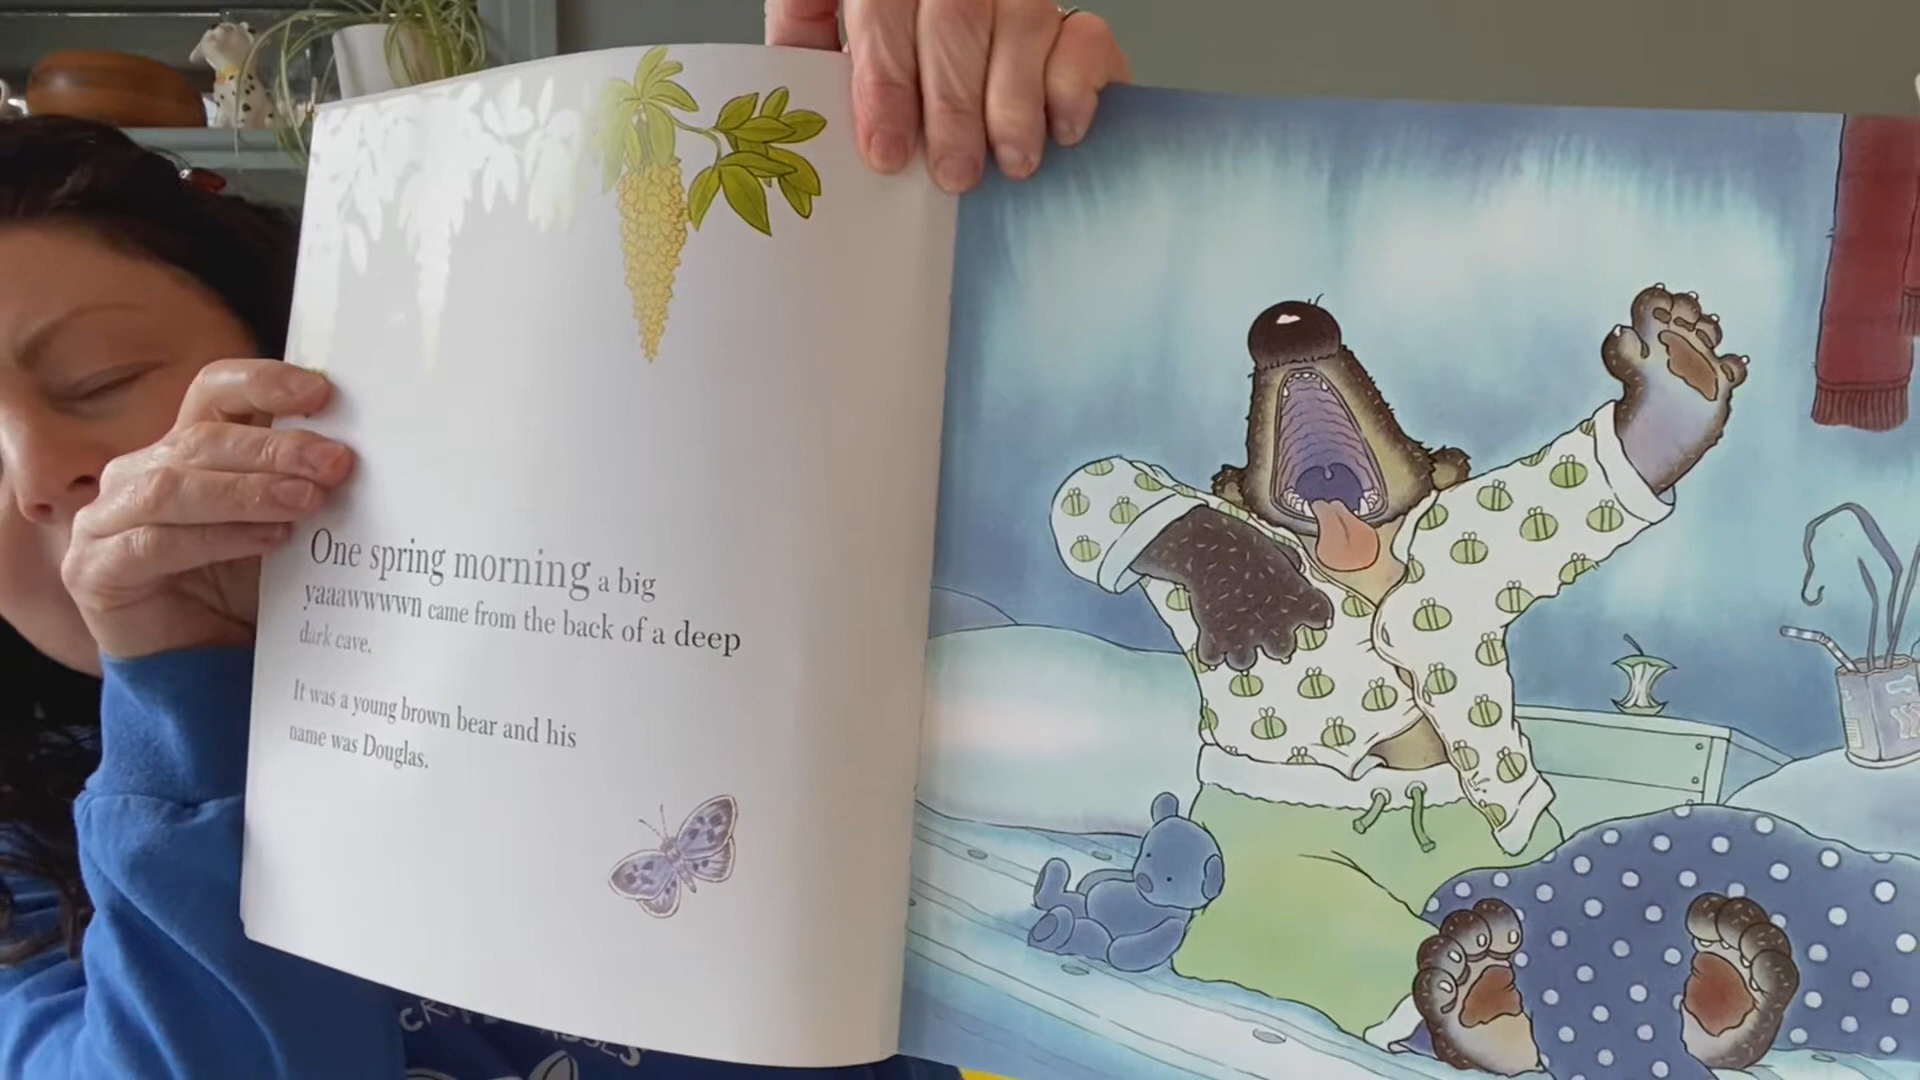 One spring morning a big
yaaawwwwn came from the back of a deep
dark cave.
It was a young brown bear and his
name was Douglas.